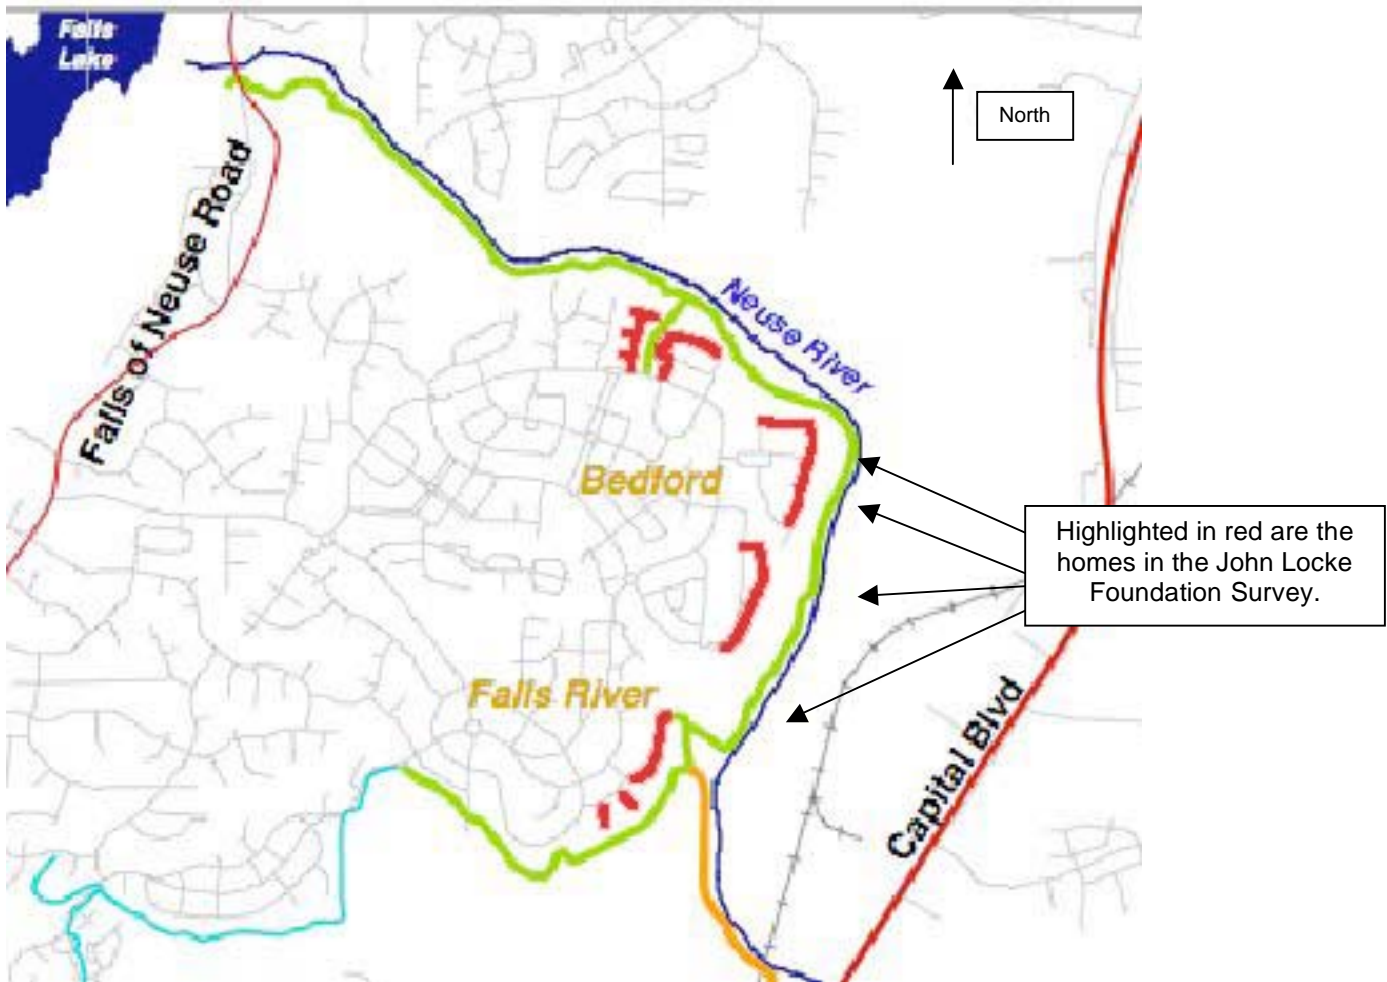 Falls
Lake
North
Falls of Neuse Road
Neuse River
Bedford
Highlighted in red are the
homes in the John Locke
Foundation Survey.
Falls River
Capital Blvd